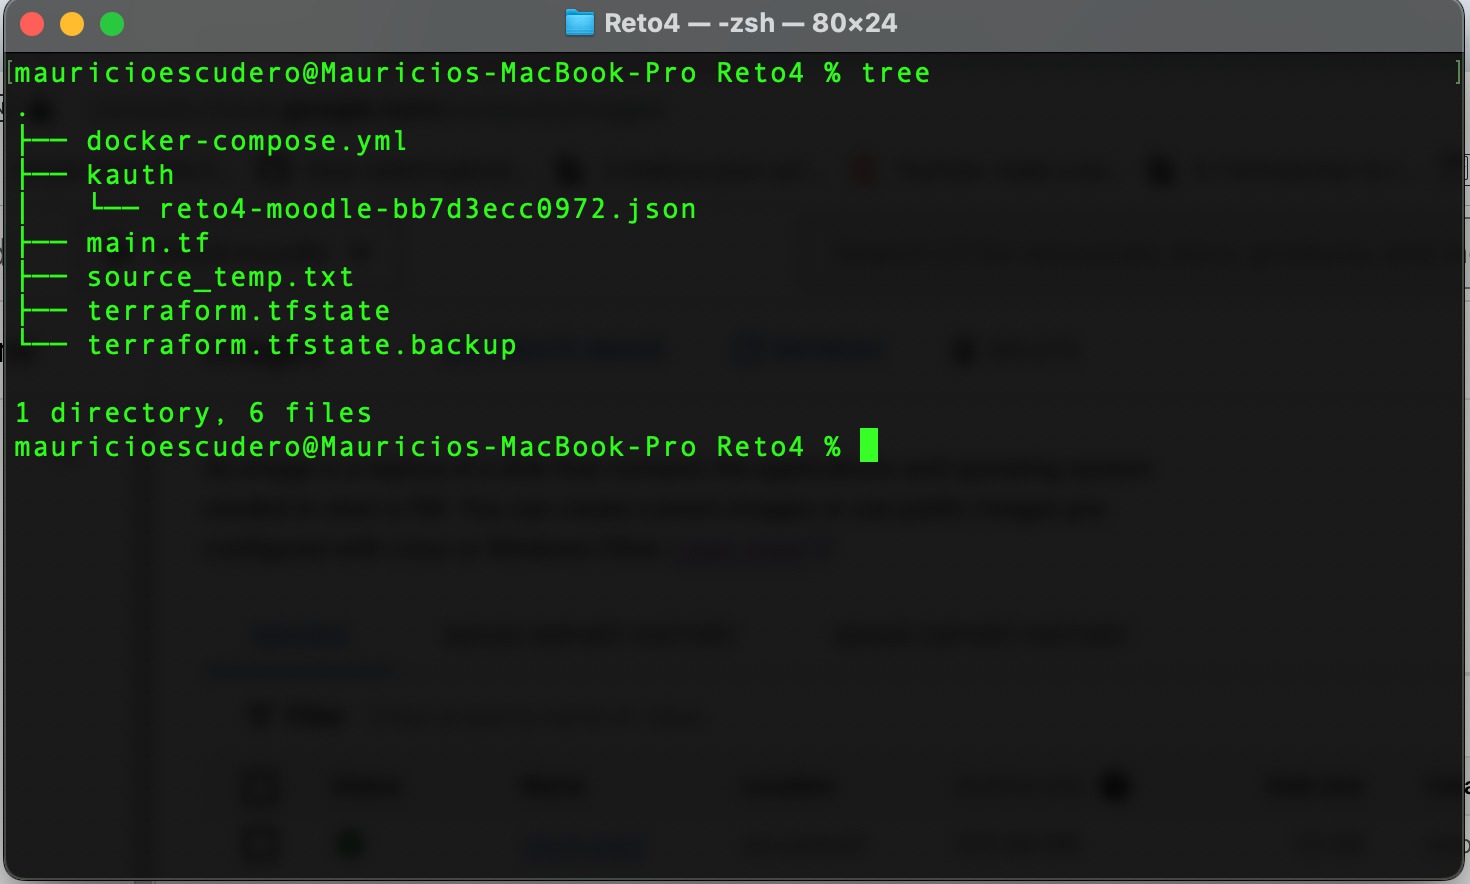 Reto4 — -zsh — 80×24
[mauricioescudero@Mauricios-MacBook-Pro Reto4 % tree ]
.
├── docker-compose.yml
├── kauth
│   └── reto4-moodle-bb7d3ecc0972.json
├── main.tf
├── source_temp.txt
├── terraform.tfstate
└── terraform.tfstate.backup
1 directory, 6 files
mauricioescudero@Mauricios-MacBook-Pro Reto4 %